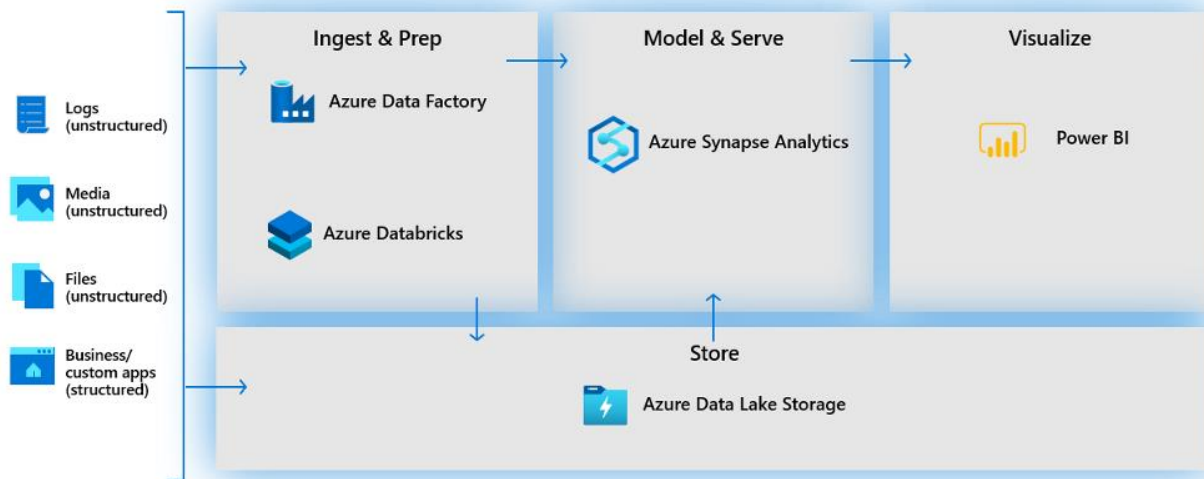 Ingest & Prep
Model & Serve
Visualize
Logs
(unstructured)
Azure Data Factory
Azure Synapse Analytics
Power BI
Media
(unstructured)
Azure Databricks
Files
(unstructured)
Business/
custom apps
(structured)
Store
Azure Data Lake Storage